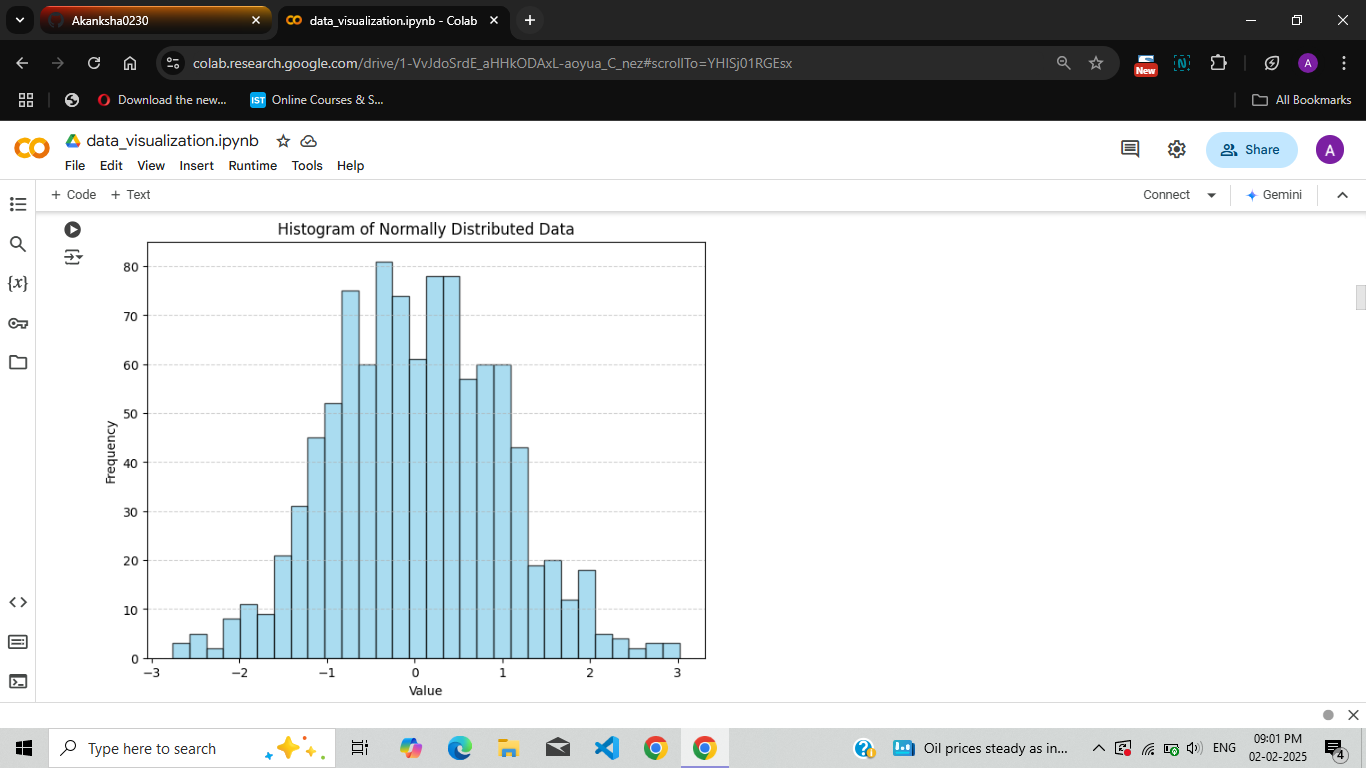 Akanksha0230
data_visualization.ipynb - Colab
colab.research.google.com/drive/1-VvJdoSrdE_aHHkODAxL-aoyua_C_nez#scrollTo=YHISj01RGEsx
New
N
A
Download the new...
IST
Online Courses & S...
All Bookmarks
data_visualization.ipynb
File Edit View Insert Runtime Tools Help
Share
A
+ Code + Text
Connect
Gemini
{x}
Histogram of Normally Distributed Data
80
70
60
50
40
30
20
10
0
Frequency
−3 −2 −1 0 1 2 3
Value
Type here to search
Oil prices steady as in...
ENG
09:01 PM
02-02-2025
4